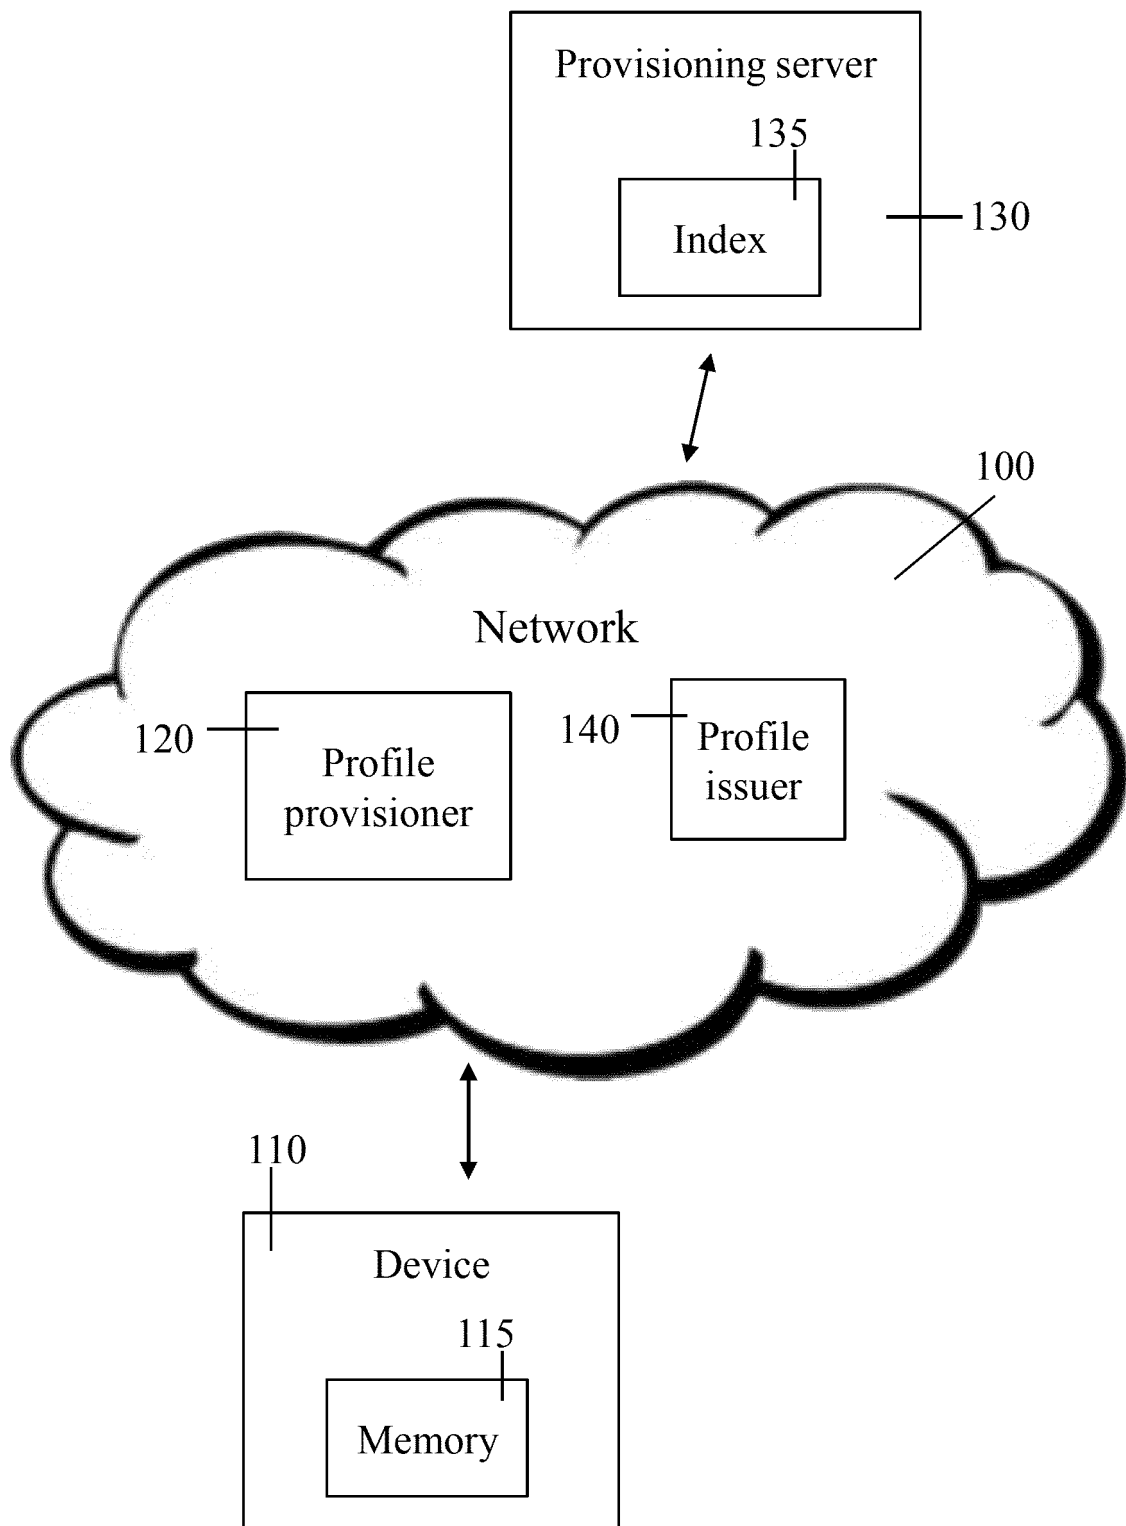 Provisioning server
135
Index
130
100
Network
120
Profile
provisioner
140
Profile
issuer
110
Device
115
Memory